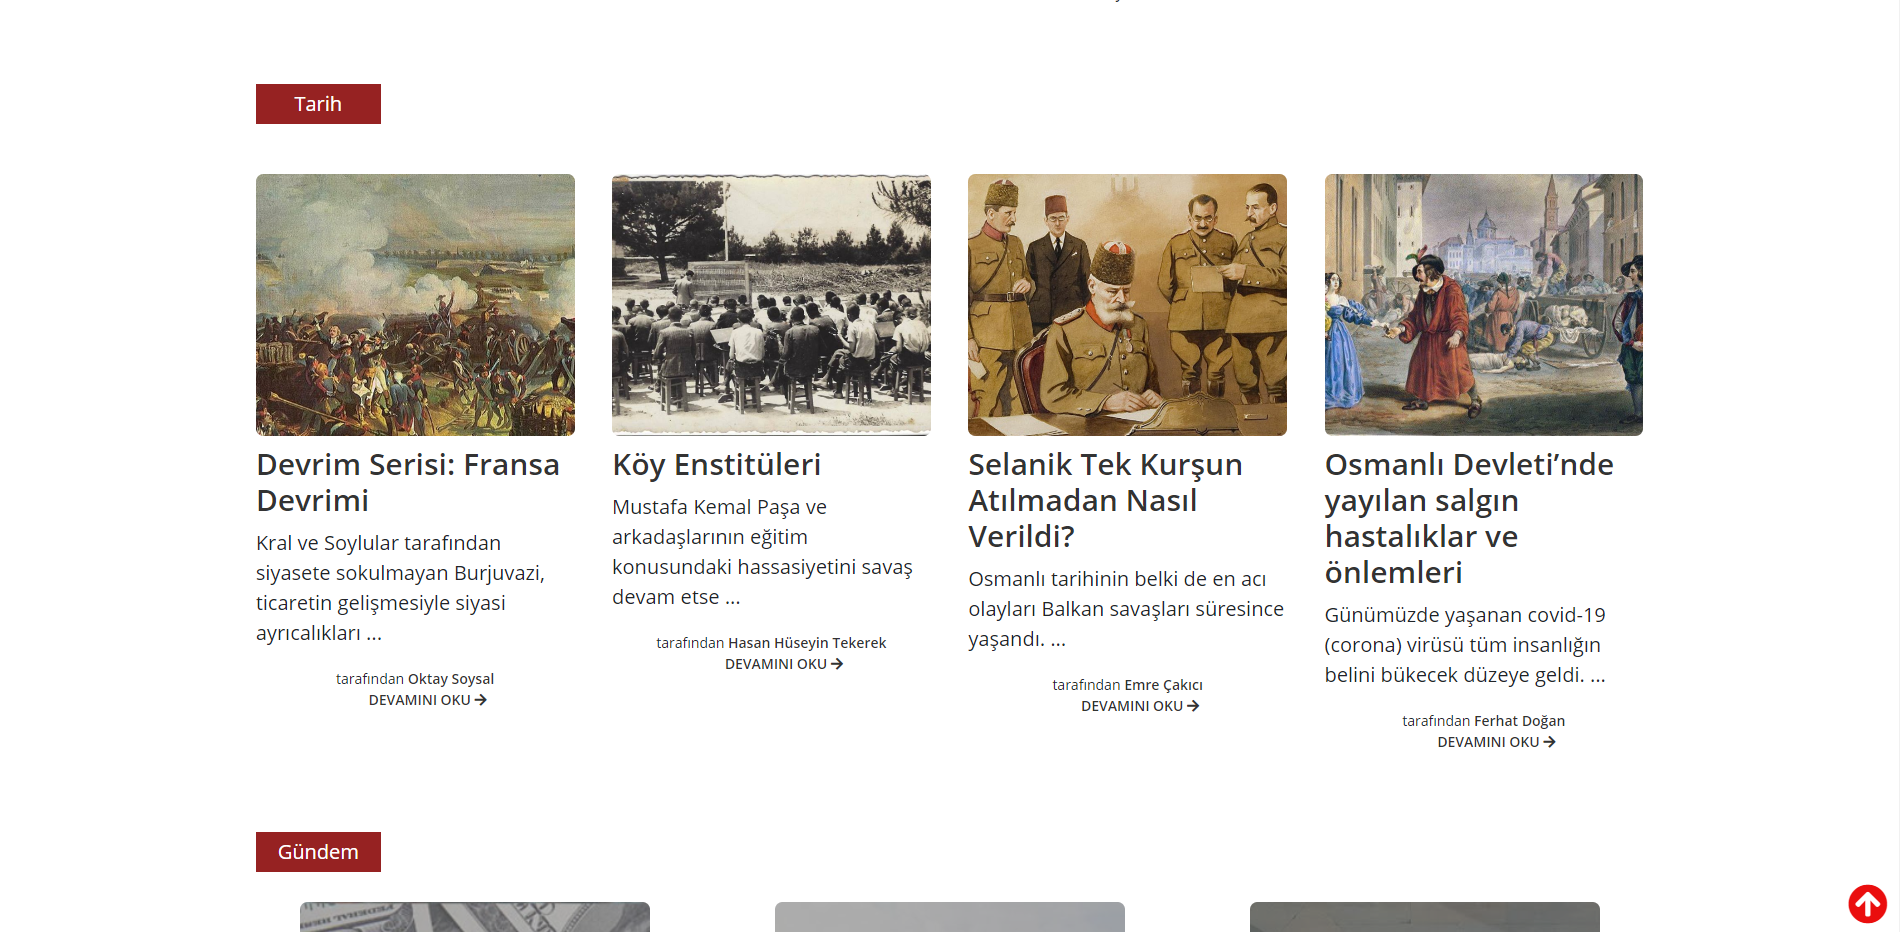 Tarih
Devrim Serisi: Fransa
Devrimi
Kral ve Soylular tarafından
siyasete sokulmayan Burjuvazi,
ticaretin gelişmesiyle siyasi
ayrıcalıkları ...
tarafından Oktay Soysal
DEVAMINI OKU
Köy Enstitüleri
Mustafa Kemal Paşa ve
arkadaşlarının eğitim
konusundaki hassasiyetini savaş
devam etse ...
tarafından Hasan Hüseyin Tekerek
DEVAMINI OKU
Selanik Tek Kurşun
Atılmadan Nasıl
Verildi?
Osmanlı tarihinin belki de en acı
olayları Balkan savaşları süresince
yaşandı. ...
tarafından Emre Çakıcı
DEVAMINI OKU
Osmanlı Devleti’nde
yayılan salgın
hastalıklar ve
önlemleri
Günümüzde yaşanan covid-19
(corona) virüsü tüm insanlığın
belini bükecek düzeye geldi. ...
tarafından Ferhat Doğan
DEVAMINI OKU
Gündem